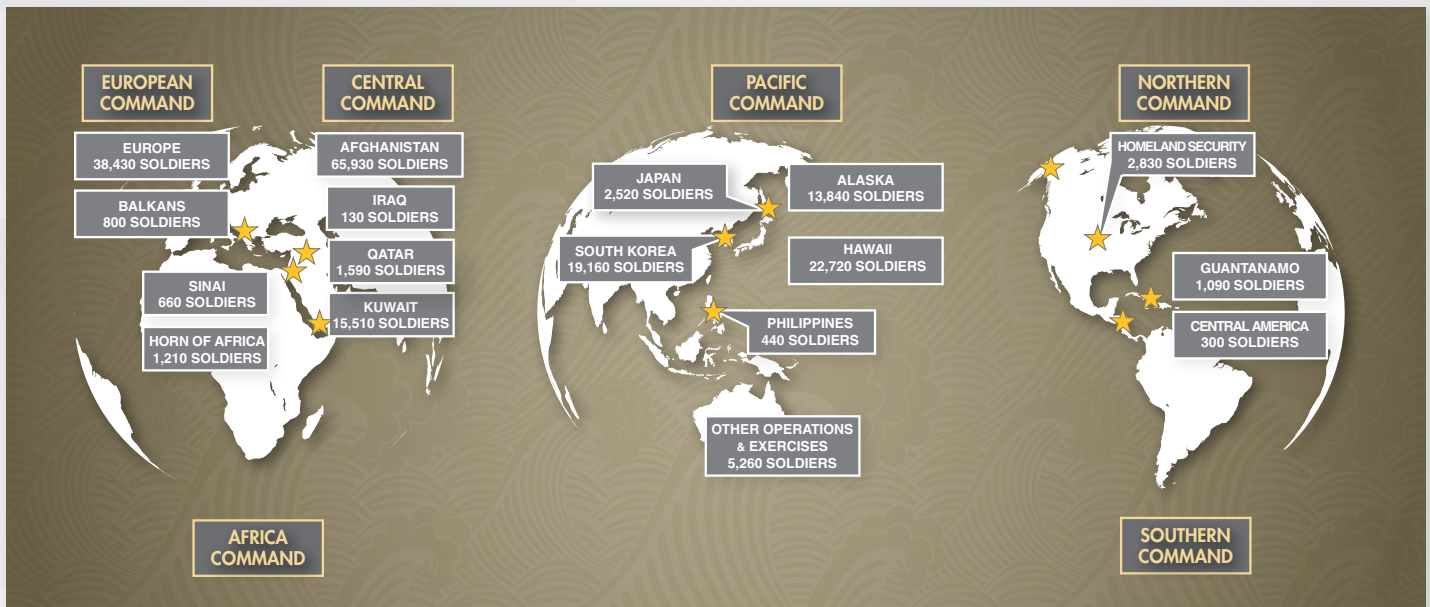 EUROPEAN
COMMAND
EUROPE
38,430 SOLDIERS
BALKANS
800 SOLDIERS
CENTRAL
COMMAND
AFGHANISTAN
65,930 SOLDIERS
IRAQ
130 SOLDIERS
QATAR
1,590 SOLDIERS
KUWAIT
15,510 SOLDIERS
SINAI
660 SOLDIERS
HORN OF AFRICA
1,210 SOLDIERS
AFRICA
COMMAND
PACIFIC
COMMAND
JAPAN
2,520 SOLDIERS
ALASKA
13,840 SOLDIERS
SOUTH KOREA
19,160 SOLDIERS
HAWAII
22,720 SOLDIERS
PHILIPPINES
440 SOLDIERS
OTHER OPERATIONS
& EXERCISES
5,260 SOLDIERS
NORTHERN
COMMAND
HOMELAND SECURITY
2,830 SOLDIERS
GUANTANAMO
1,090 SOLDIERS
CENTRAL AMERICA
300 SOLDIERS
SOUTHERN
COMMAND